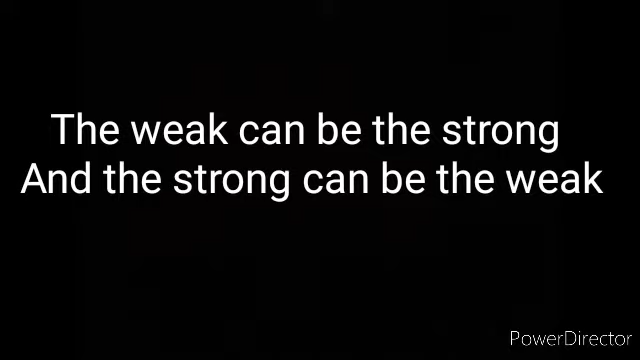 The weak can be the strong
And the strong can be the weak
PowerDirector